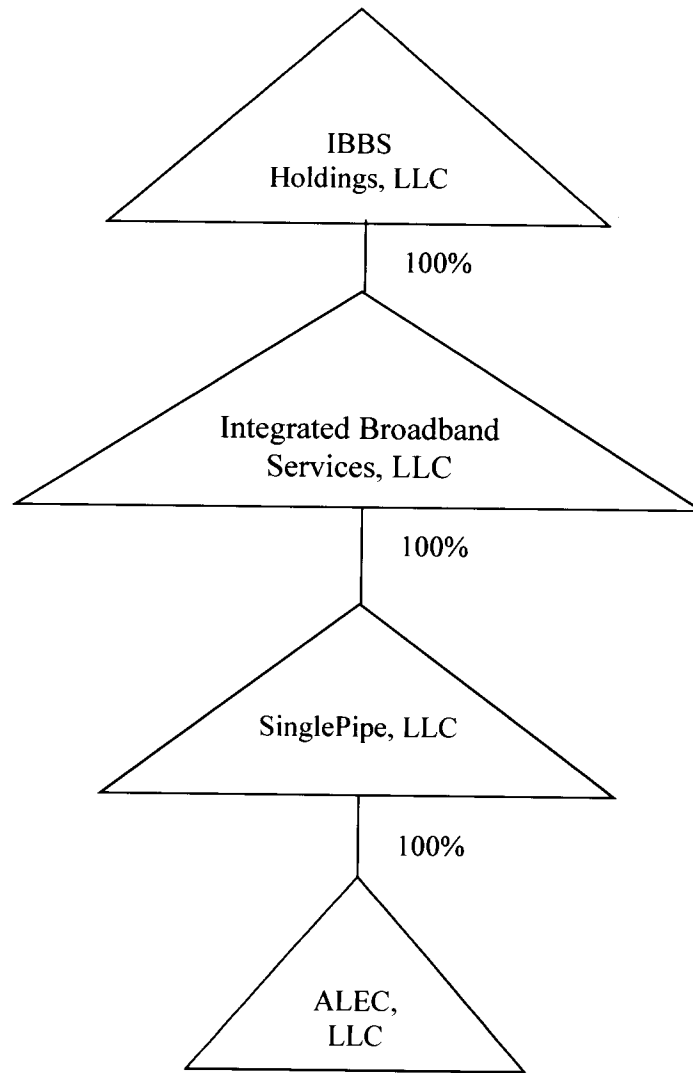 IBBS
Holdings, LLC
100%
Integrated Broadband
Services, LLC
100%
SinglePipe, LLC
100%
ALEC,
LLC